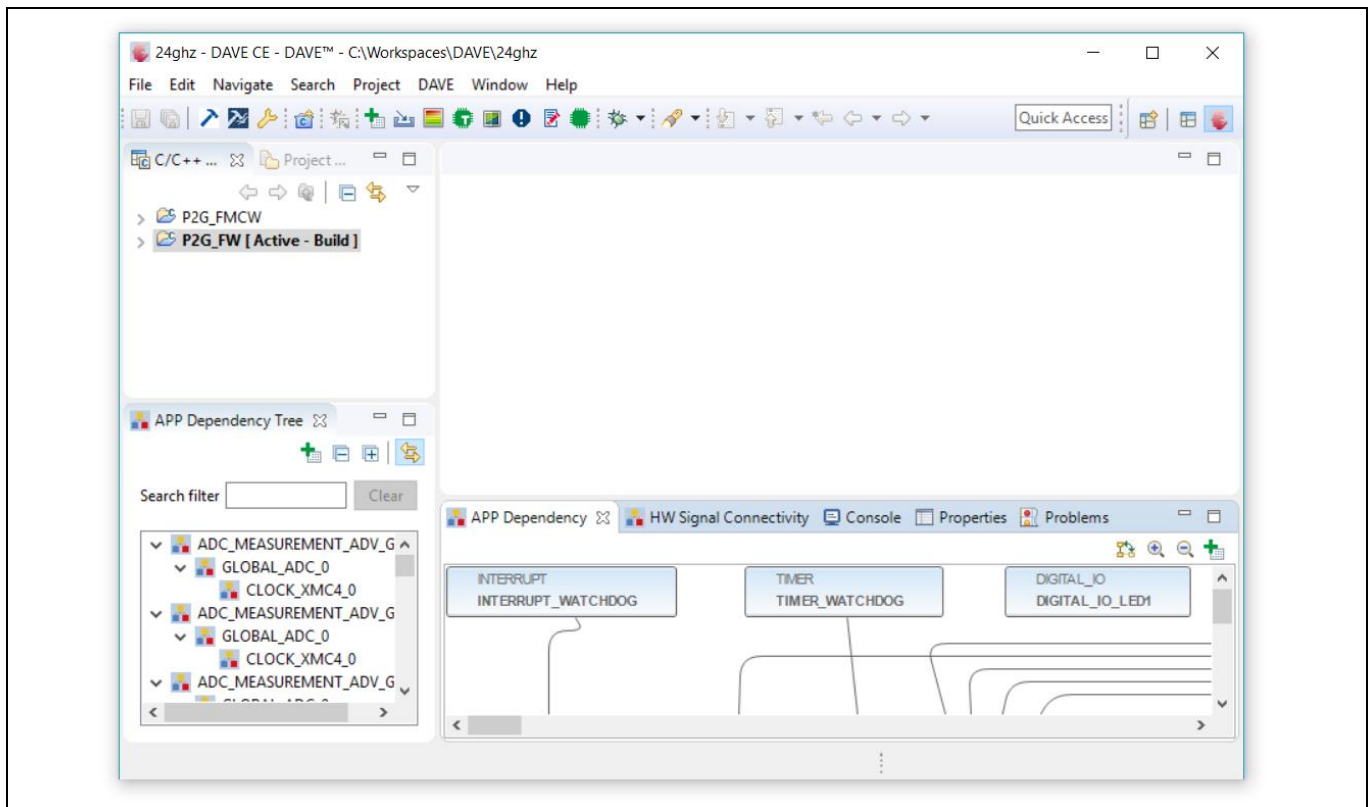 24ghz - DAVE CE - DAVE™ - C:\Workspaces\DAVE\24ghz
File Edit Navigate Search Project DAVE Window Help
Quick Access
C/C++ ... Project ...
P2G_FMCW
P2G_FW [ Active - Build ]
APP Dependency Tree
Search filter Clear
ADC_MEASUREMENT_ADV_G
GLOBAL_ADC_0
CLOCK_XMC4_0
ADC_MEASUREMENT_ADV_G
GLOBAL_ADC_0
CLOCK_XMC4_0
ADC_MEASUREMENT_ADV_G
APP Dependency HW Signal Connectivity Console Properties Problems
INTERRUPT
INTERRUPT_WATCHDOG
TIMER
TIMER_WATCHDOG
DIGITAL_IO
DIGITAL_IO_LED1